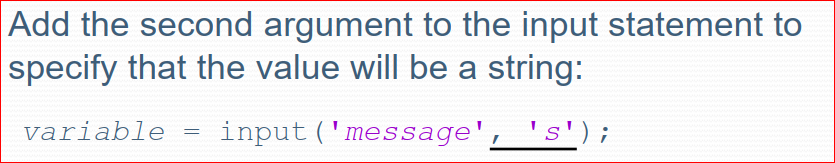 Add the second argument to the input statement to
specify that the value will be a string:
variable = input('message', 's');